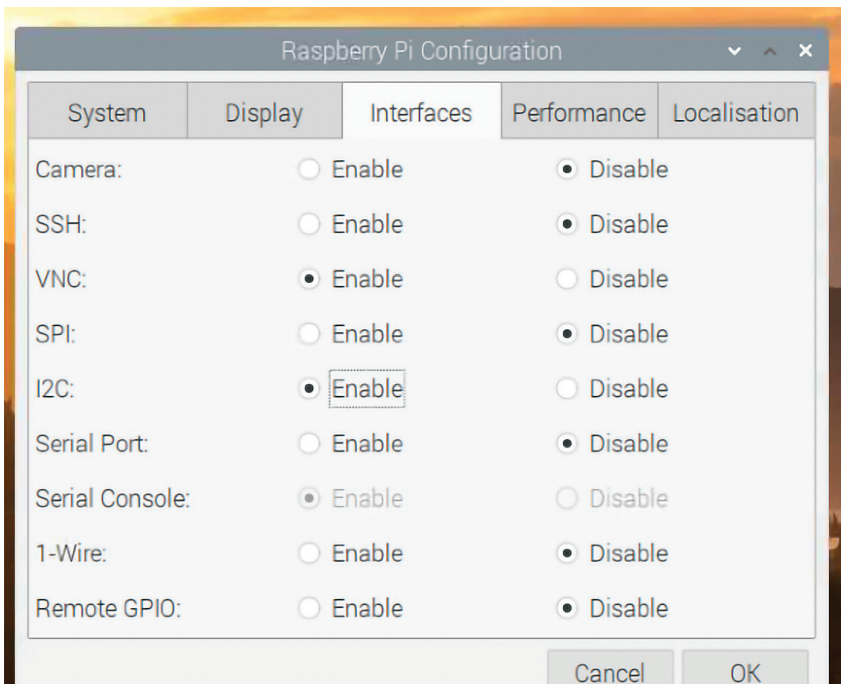 Raspberry Pi Configuration
System Display Interfaces Performance Localisation
Camera: Enable Disable
SSH: Enable Disable
VNC: Enable Disable
SPI: Enable Disable
I2C: Enable Disable
Serial Port: Enable Disable
Serial Console: Enable Disable
1-Wire: Enable Disable
Remote GPIO: Enable Disable
Cancel OK